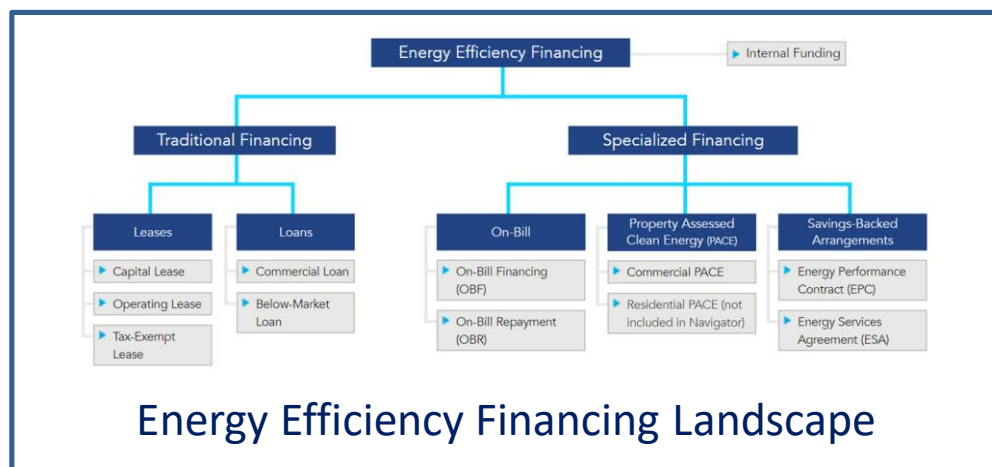 Energy Efficiency Financing
Internal Funding
Traditional Financing
Specialized Financing
Leases
Capital Lease
Operating Lease
Tax-Exempt
Lease
Loans
Commercial Loan
Below-Market
Loan
On-Bill
On-Bill Financing
(OBF)
On-Bill Repayment
(OBR)
Property Assessed
Clean Energy (PACE)
Commercial PACE
Residential PACE (not
included in Navigator)
Savings-Backed
Arrangements
Energy Performance
Contract (EPC)
Energy Services
Agreement (ESA)
Energy Efficiency Financing Landscape